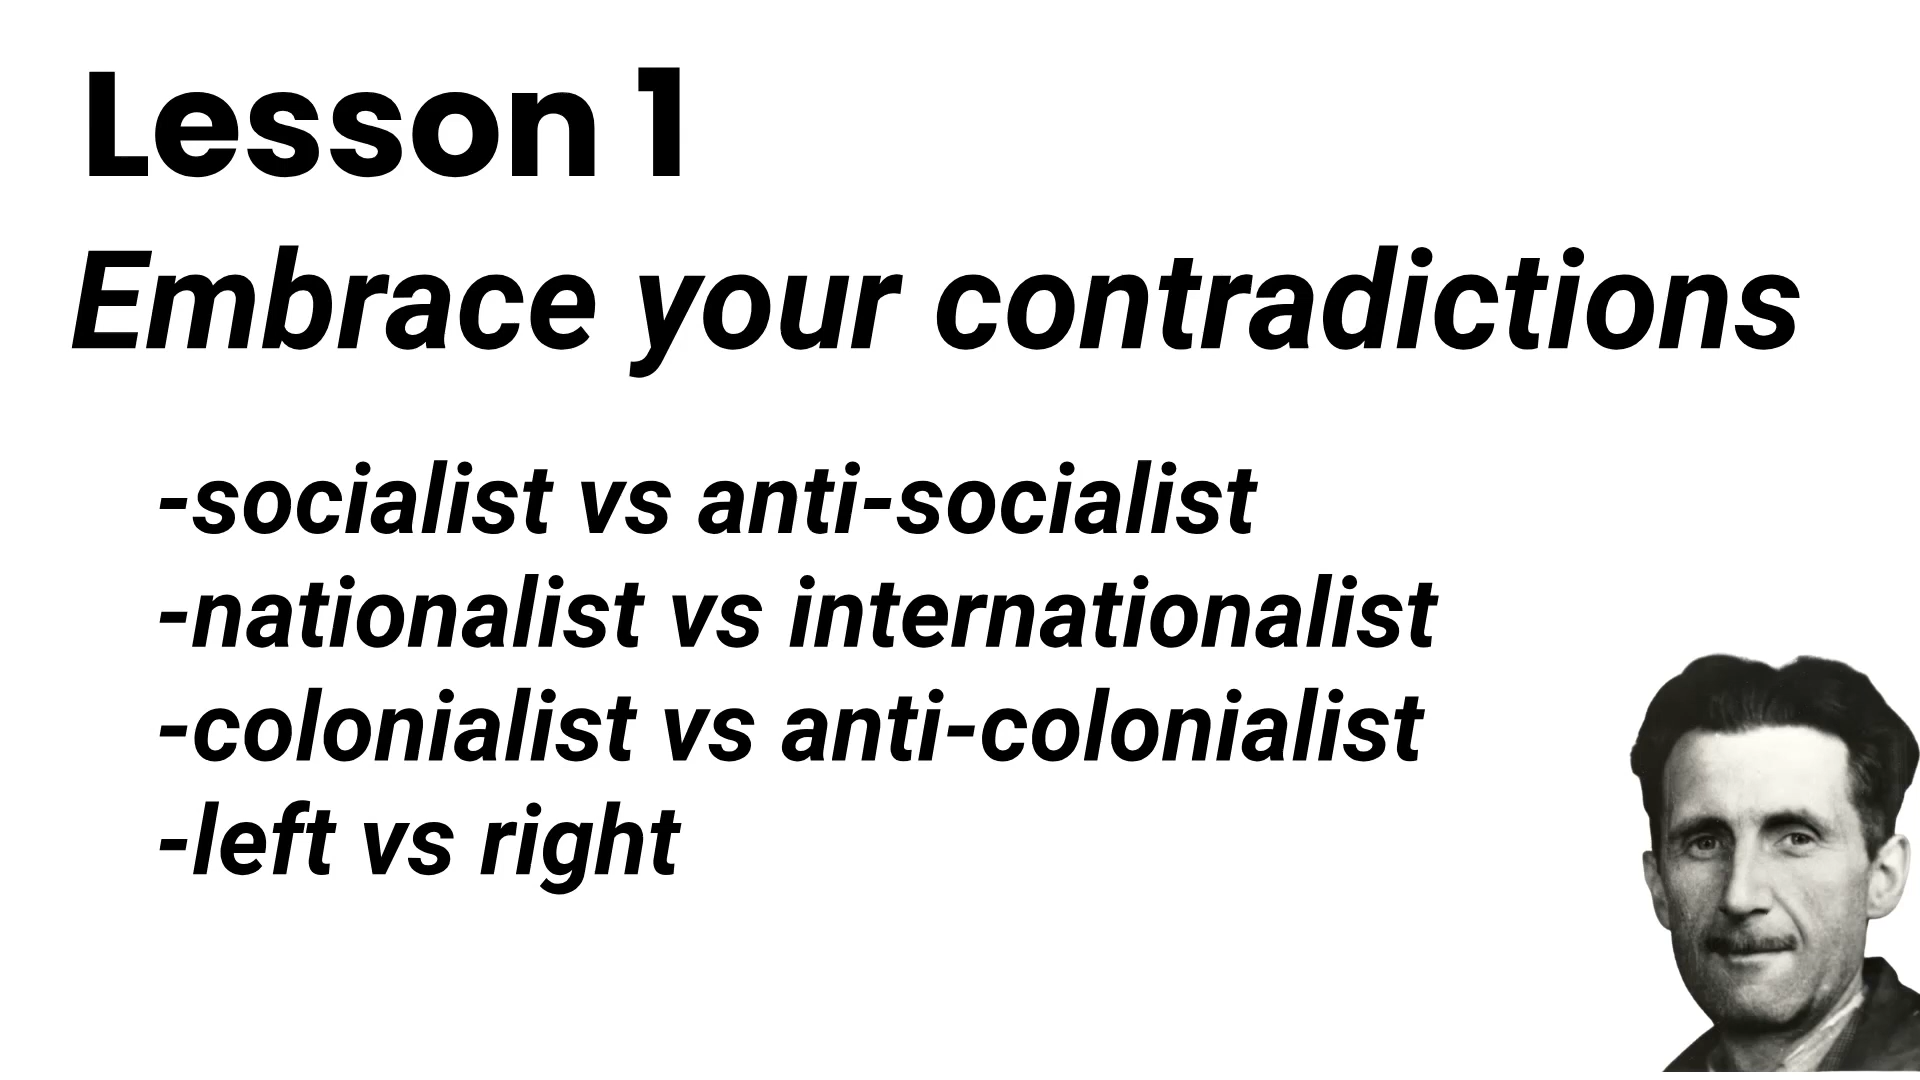 Lesson 1
Embrace your contradictions
-socialist vs anti-socialist
-nationalist vs internationalist
-colonialist vs anti-colonialist
-left vs right